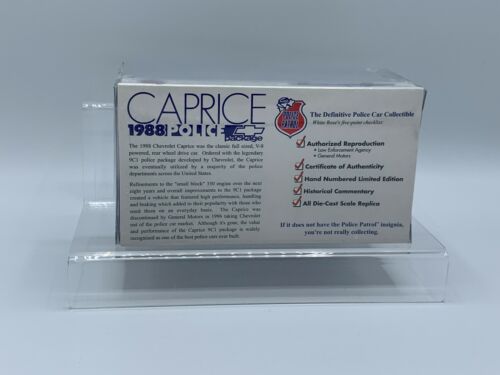 CAPRICE
1988 POLICE
package
The 1988 Chevrolet Caprice was the classic full sized, V-8
powered, rear wheel drive car. Ordered with the legendary
9C1 police package developed by Chevrolet, the Caprice
was eventually utilized by a majority of the police
departments across the United States.
Refinements to the "small block" 350 engine over the next
eight years and overall improvements to the 9C1 package
created a vehicle that featured high performance, handling
and braking which added to their popularity with those who
used them on an everyday basis. The Caprice was
discontinued by General Motors in 1996 taking Chevrolet
out of the police car market. Although it's gone, the value
and performance of the Caprice 9C1 package is widely
recognized as one of the best police cars ever built.
POLICE
PATROL
The Definitive Police Car Collectible
White Rose's five-point checklist
Authorized Reproduction
• Law Enforcement Agency
• General Motors
Certificate of Authenticity
Hand Numbered Limited Edition
Historical Commentary
All Die-Cast Scale Replica
If it does not have the Police Patrol™ insignia,
you're not really collecting.